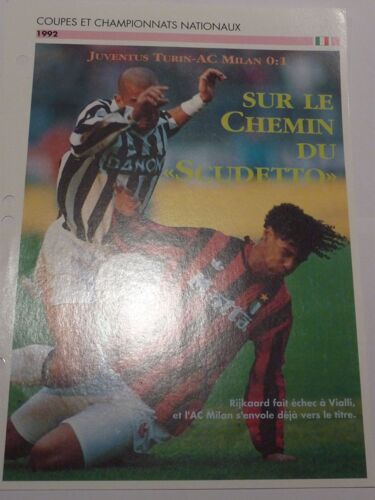 COUPES ET CHAMPIONNATS NATIONAUX
1992
JUVENTUS TURIN-AC MILAN 0:1
SUR LE
CHEMIN
DU
«SCUDETTO»
DANONE
Rijkaard fait échec à Vialli,
et l'AC Milan s'envole déjà vers le titre.